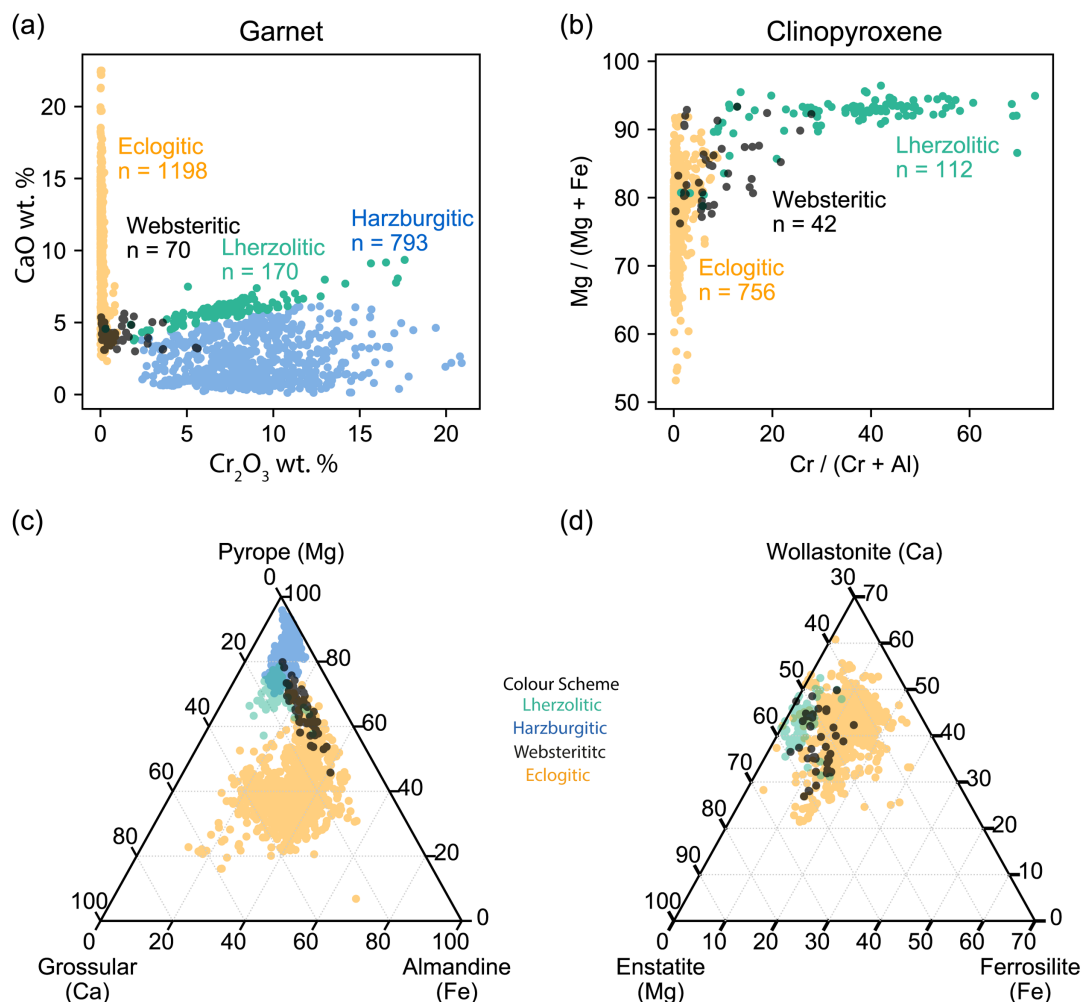 (a)
Garnet
CaO wt. %
20
15
10
5
0
Eclogitic
n = 1198
Websteritic
n = 70
Lherzolitic
n = 170
Harzburgitic
n = 793
0 5 10 15 20
Cr2O3 wt. %
(b)
Clinopyroxene
Mg / (Mg + Fe)
100
90
80
70
60
50
Lherzolitic
n = 112
Websteritic
n = 42
Eclogitic
n = 756
0 20 40 60
Cr / (Cr + Al)
(c)
Pyrope (Mg)
0 100
20 80
40 60
60 40
80 20
100 0
0 20 40 60 80 100
Grossular
(Ca)
Almandine
(Fe)
Colour Scheme
Lherzolitic
Harzburgitic
Websterititc
Eclogitic
(d)
Wollastonite (Ca)
30 70
40 60
50 50
60 40
70 30
80 20
90 10
100 0
0 10 20 30 40 50 60 70
Enstatite
(Mg)
Ferrosilite
(Fe)